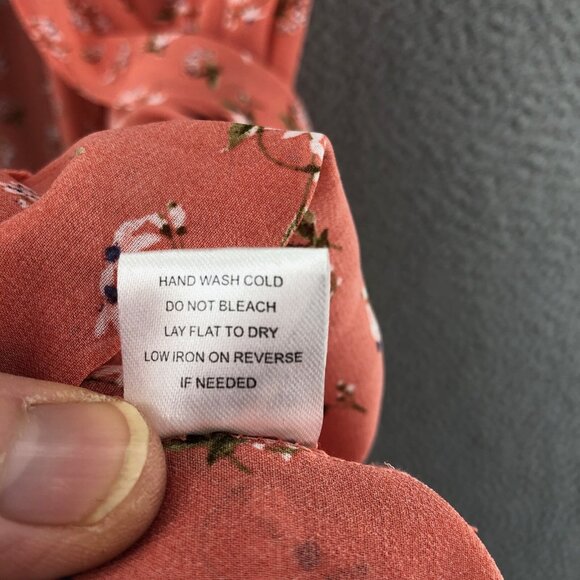 HAND WASH COLD
DO NOT BLEACH
LAY FLAT TO DRY
LOW IRON ON REVERSE
IF NEEDED